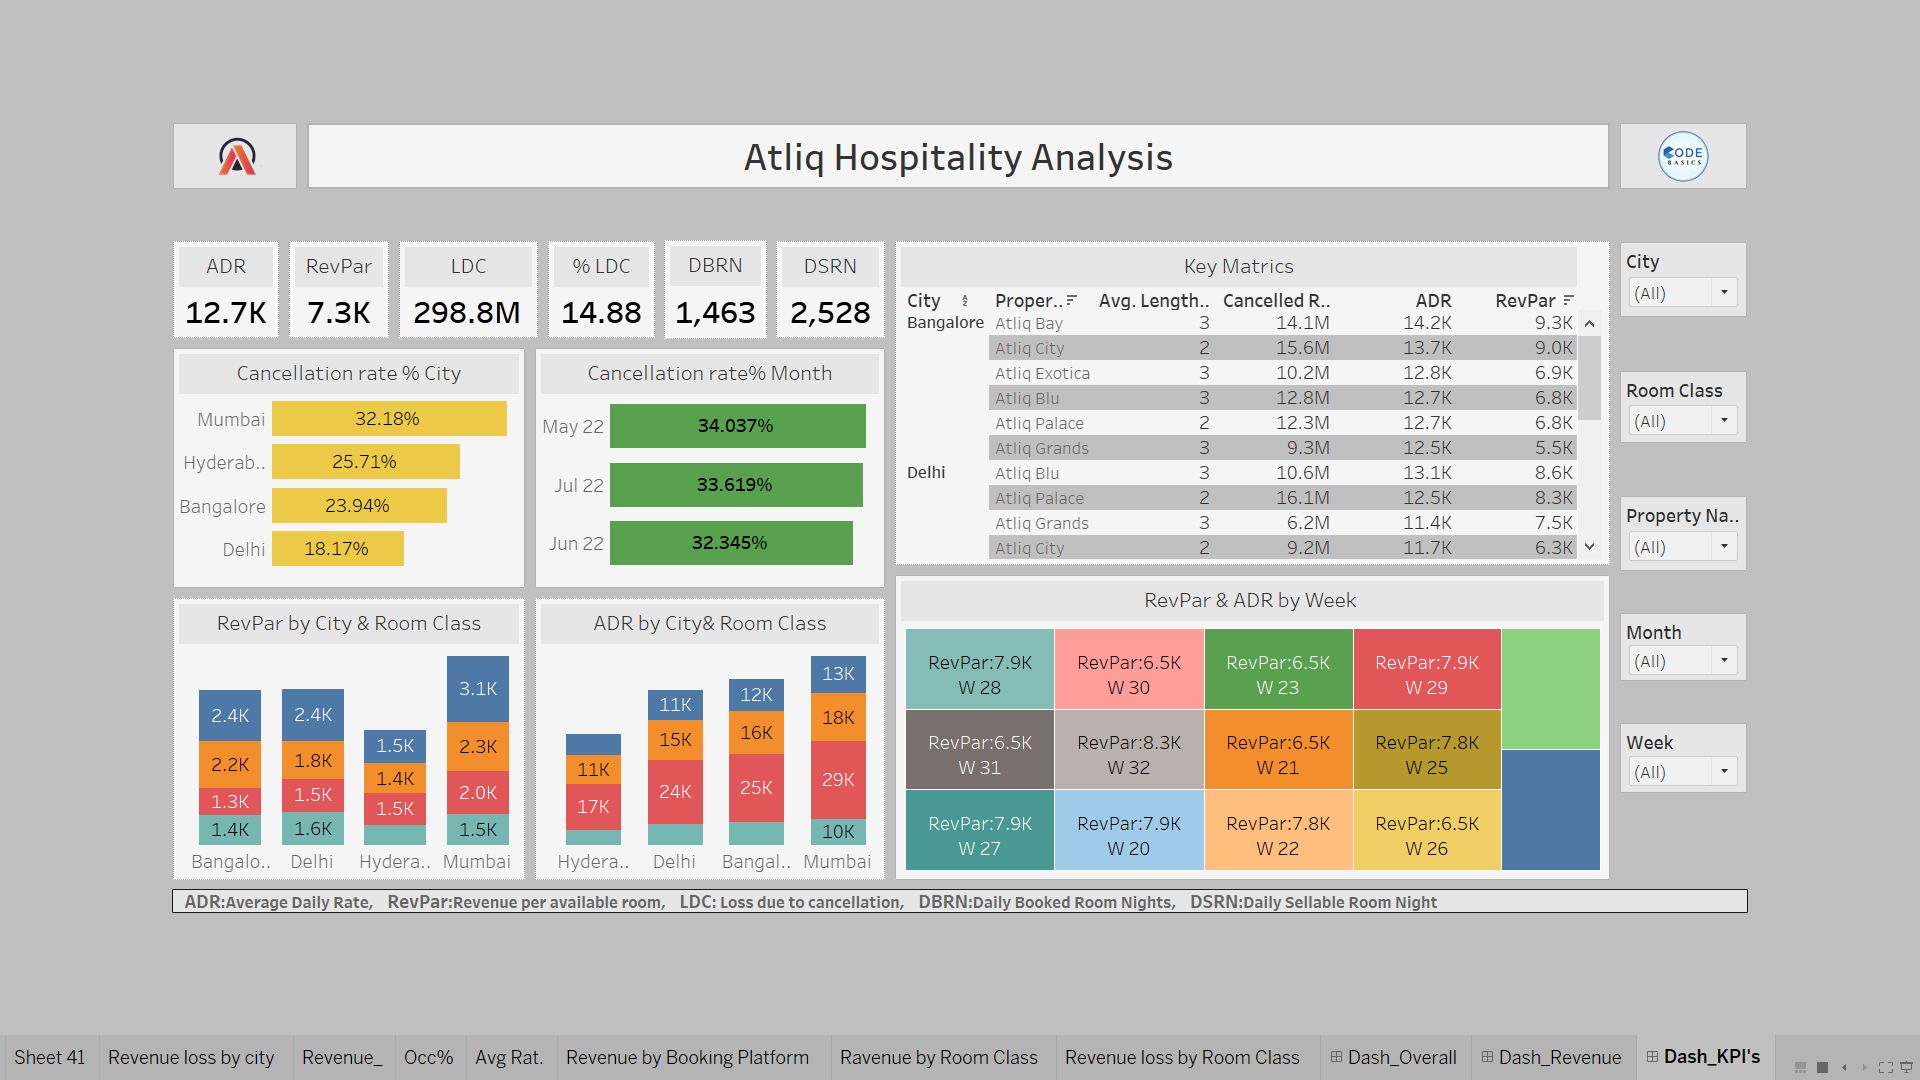 Atliq Hospitality Analysis
CODE
BASICS
ADR
12.7K
RevPar
7.3K
LDC
298.8M
% LDC
14.88
DBRN
1,463
DSRN
2,528
Cancellation rate % City
Mumbai 32.18%
Hyderab.. 25.71%
Bangalore 23.94%
Delhi 18.17%
Cancellation rate% Month
May 22 34.037%
Jul 22 33.619%
Jun 22 32.345%
Key Matrics
City Proper.. Avg. Length.. Cancelled R.. ADR RevPar
Bangalore Atliq Bay 3 14.1M 14.2K 9.3K
Atliq City 2 15.6M 13.7K 9.0K
Atliq Exotica 3 10.2M 12.8K 6.9K
Atliq Blu 3 12.8M 12.7K 6.8K
Atliq Palace 2 12.3M 12.7K 6.8K
Atliq Grands 3 9.3M 12.5K 5.5K
Delhi Atliq Blu 3 10.6M 13.1K 8.6K
Atliq Palace 2 16.1M 12.5K 8.3K
Atliq Grands 3 6.2M 11.4K 7.5K
Atliq City 2 9.2M 11.7K 6.3K
City
(All)
Room Class
(All)
Property Na..
(All)
Month
(All)
Week
(All)
RevPar by City & Room Class
2.4K 2.4K 1.5K 3.1K
2.2K 1.8K 1.4K 2.3K
1.3K 1.5K 1.5K 2.0K
1.4K 1.6K 1.5K
Bangalo.. Delhi Hydera.. Mumbai
ADR by City& Room Class
11K 12K 13K
11K 15K 16K 18K
17K 24K 25K 29K
10K
Hydera.. Delhi Bangal.. Mumbai
RevPar & ADR by Week
RevPar:7.9K RevPar:6.5K RevPar:6.5K RevPar:7.9K
W 28 W 30 W 23 W 29
RevPar:6.5K RevPar:8.3K RevPar:6.5K RevPar:7.8K
W 31 W 32 W 21 W 25
RevPar:7.9K RevPar:7.9K RevPar:7.8K RevPar:6.5K
W 27 W 20 W 22 W 26
ADR:Average Daily Rate, RevPar:Revenue per available room, LDC: Loss due to cancellation, DBRN:Daily Booked Room Nights, DSRN:Daily Sellable Room Night
Sheet 41 Revenue loss by city Revenue_ Occ% Avg Rat. Revenue by Booking Platform Ravenue by Room Class Revenue loss by Room Class Dash_Overall Dash_Revenue Dash_KPI's